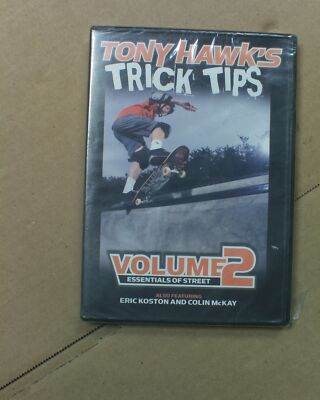 TONY HAWK'S
TRICK TIPS
VOLUME 2
ESSENTIALS OF STREET
ALSO FEATURING
ERIC KOSTON AND COLIN McKAY